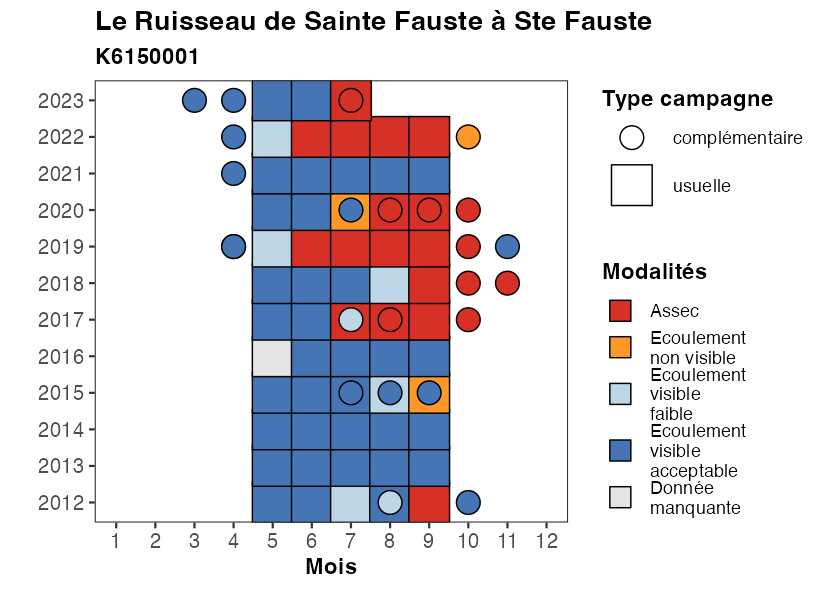 Le Ruisseau de Sainte Fauste à Ste Fauste
K6150001
2023
2022
2021
2020
2019
2018
2017
2016
2015
2014
2013
2012
1 2 3 4 5 6 7 8 9 10 11 12
Mois
Type campagne
complémentaire
usuelle
Modalités
Assec
Ecoulement
non visible
Ecoulement
visible
faible
Ecoulement
visible
acceptable
Donnée
manquante